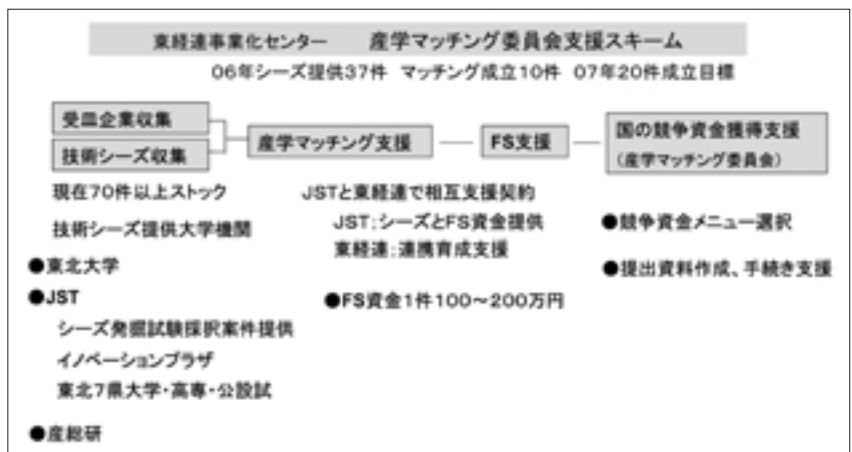 東経連事業化センター　産学マッチング委員会支援スキーム
06年シーズ提供37件　マッチング成立10件　07年20件成立目標
受皿企業収集
技術シーズ収集
産学マッチング支援
FS支援
国の競争資金獲得支援
(産学マッチング委員会)
現在70件以上ストック
技術シーズ提供大学機関
●東北大学
●JST
シーズ発掘試験採択案件提供
イノベーションプラザ
東北7県大学・高専・公設試
●産総研
JSTと東経連で相互支援契約
JST;シーズとFS資金提供
東経連;連携育成支援
●FS資金1件100～200万円
●競争資金メニュー選択
●提出資料作成、手続き支援